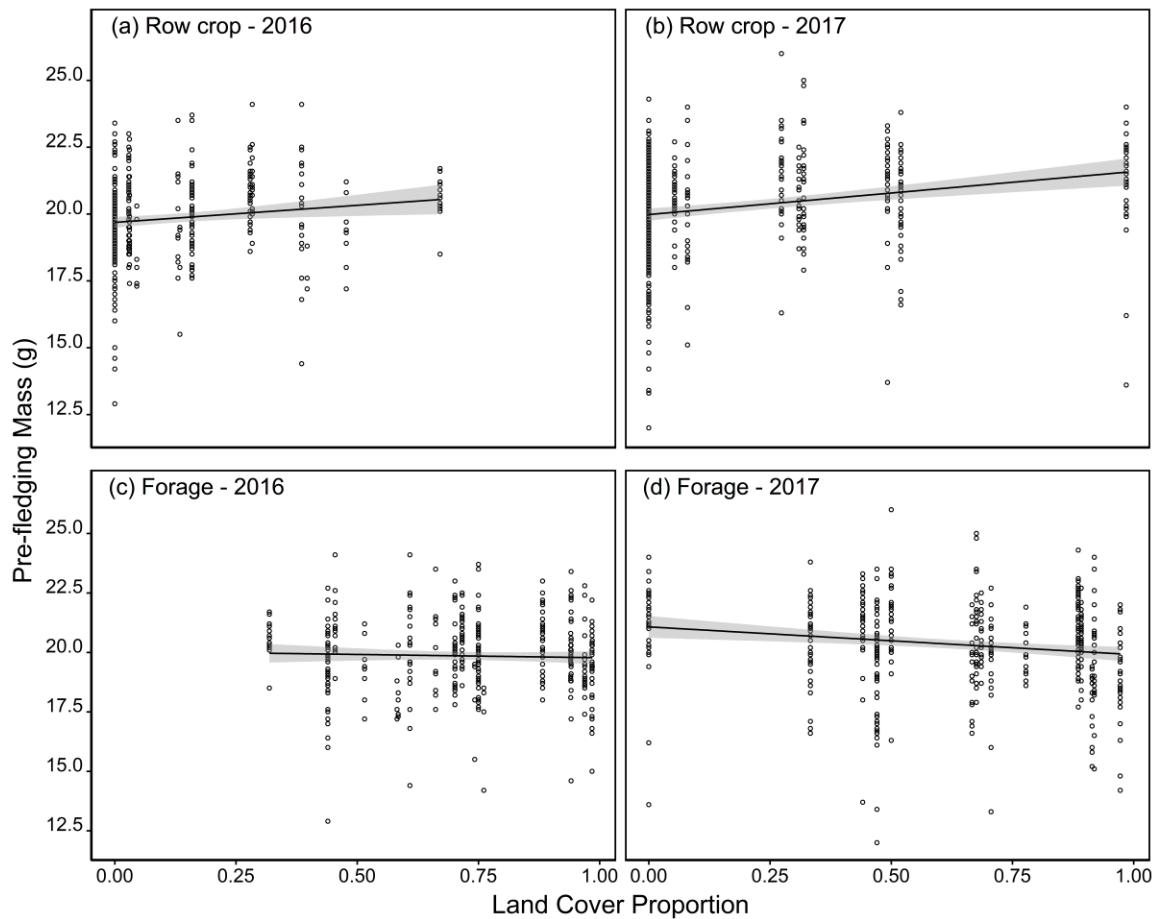 (a) Row crop - 2016
(b) Row crop - 2017
25.0
22.5
20.0
17.5
15.0
12.5
Pre-fledging Mass (g)
(c) Forage - 2016
(d) Forage - 2017
25.0
22.5
20.0
17.5
15.0
12.5
0.00 0.25 0.50 0.75 1.00 0.00 0.25 0.50 0.75 1.00
Land Cover Proportion